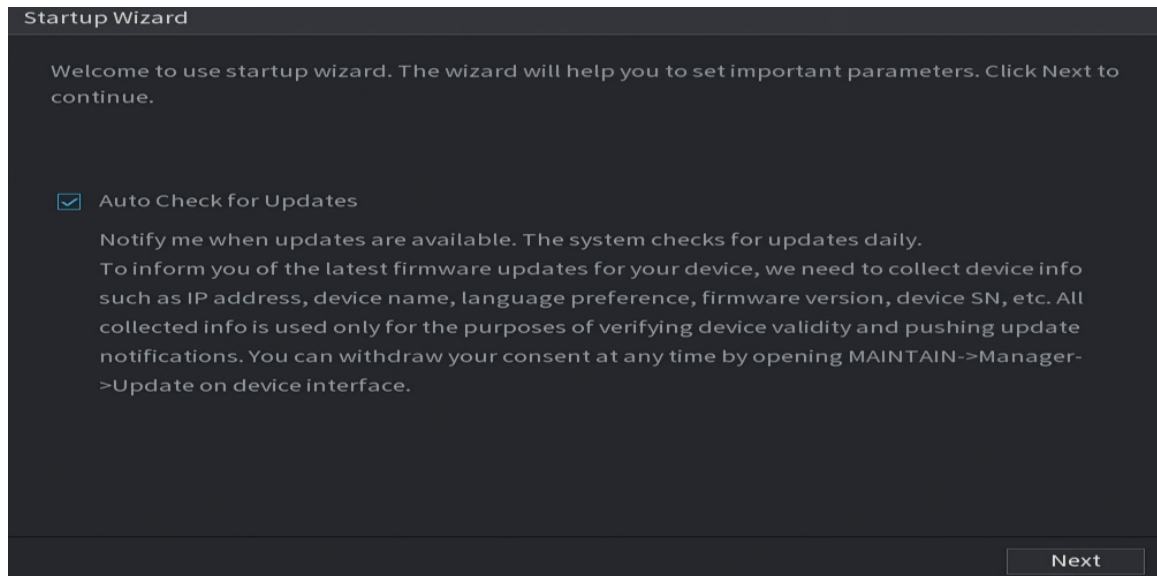 Startup Wizard
Welcome to use startup wizard. The wizard will help you to set important parameters. Click Next to
continue.
Auto Check for Updates
Notify me when updates are available. The system checks for updates daily.
To inform you of the latest firmware updates for your device, we need to collect device info
such as IP address, device name, language preference, firmware version, device SN, etc. All
collected info is used only for the purposes of verifying device validity and pushing update
notifications. You can withdraw your consent at any time by opening MAINTAIN->Manager-
>Update on device interface.
Next